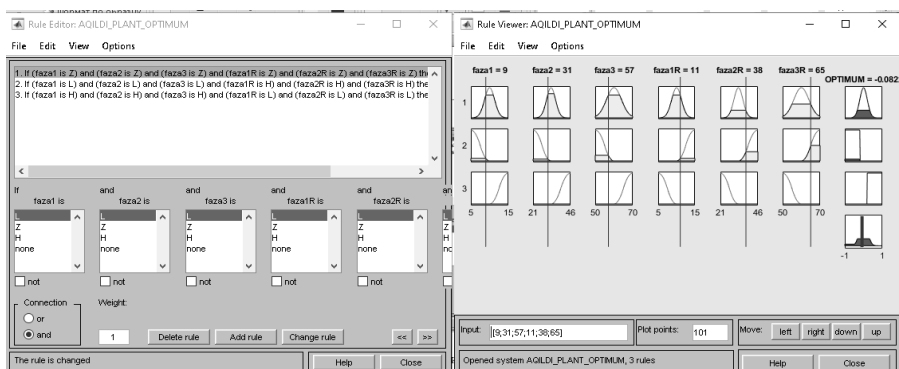 Rule Editor: AQILDI_PLANT_OPTIMUM
File Edit View Options
1. If (faza1 is Z) and (faza2 is Z) and (faza3 is Z) and (faza1R is Z) and (faza2R is Z) and (faza3R is Z) the
2. If (faza1 is L) and (faza2 is L) and (faza3 is L) and (faza1R is H) and (faza2R is H) and (faza3R is H) the
3. If (faza1 is H) and (faza2 is H) and (faza3 is H) and (faza1R is L) and (faza2R is L) and (faza3R is L) the
If and and and and an
faza1 is faza2 is faza3 is faza1R is faza2R is
L L L L L
Z Z Z Z Z
H H H H H
none none none none none
not not not not not
Connection Weight:
or
and 1 Delete rule Add rule Change rule << >>
The rule is changed Help Close
Rule Viewer: AQILDI_PLANT_OPTIMUM
File Edit View Options
faza1 = 9 faza2 = 31 faza3 = 57 faza1R = 11 faza2R = 38 faza3R = 65
OPTIMUM = -0.082
1
2
3
5 15 21 46 50 70 5 15 21 46 50 70
-1 1
Input: [9;31;57;11;38;65] Plot points: 101 Move: left right down up
Opened system AQILDI_PLANT_OPTIMUM, 3 rules Help Close